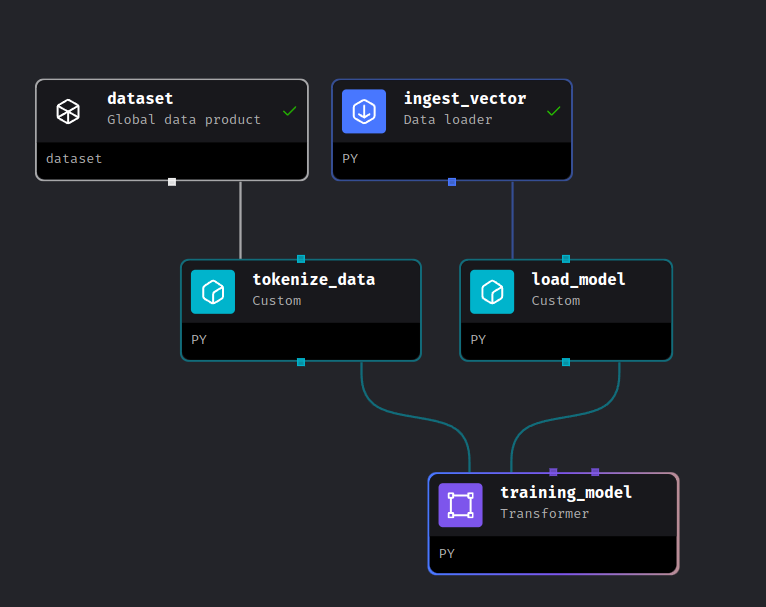 dataset
Global data product
dataset
ingest_vector
Data loader
PY
tokenize_data
Custom
PY
load_model
Custom
PY
training_model
Transformer
PY